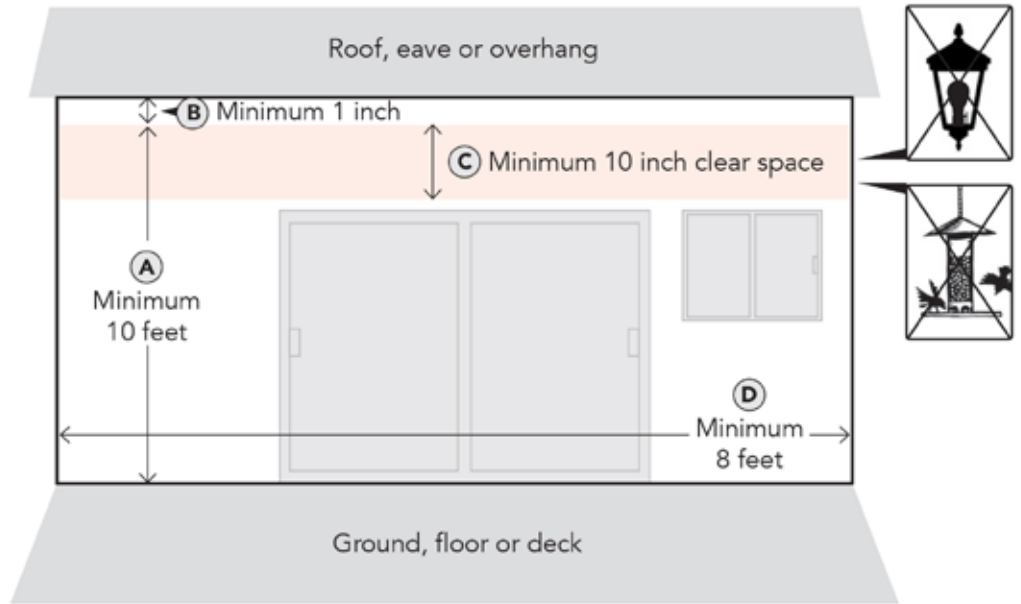 Roof, eave or overhang
B Minimum 1 inch
C Minimum 10 inch clear space
A
Minimum
10 feet
D
Minimum
8 feet
Ground, floor or deck